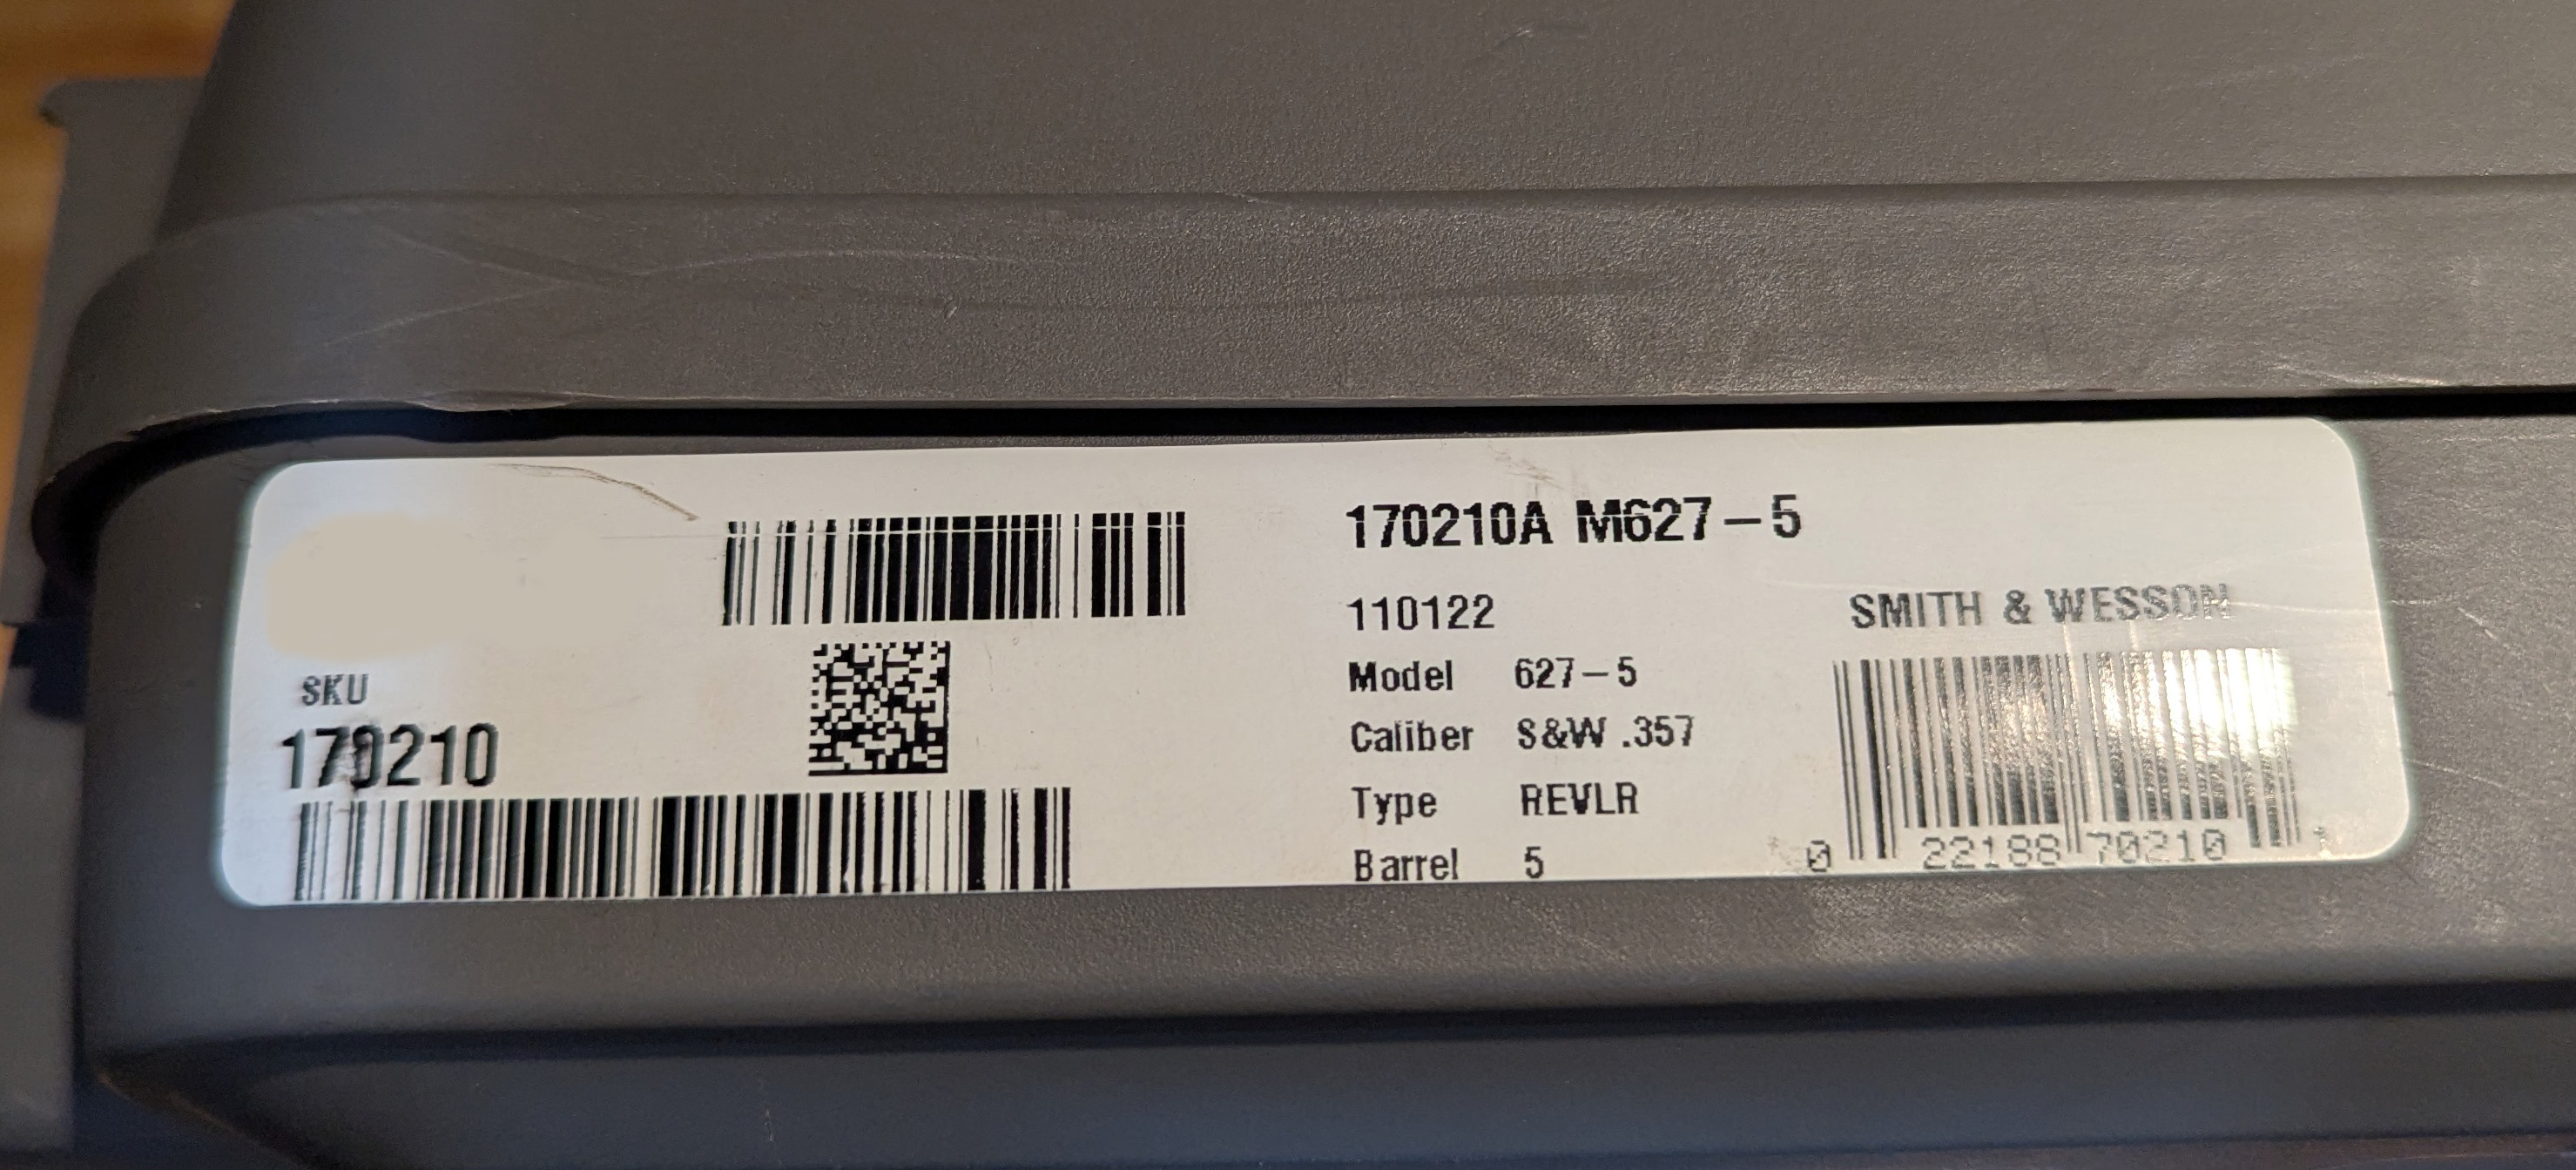 SKU
170210
170210A M627-5
110122
Model 627-5
Caliber S&W .357
Type REVLR
Barrel 5
SMITH & WESSON
0 22188 70210 1